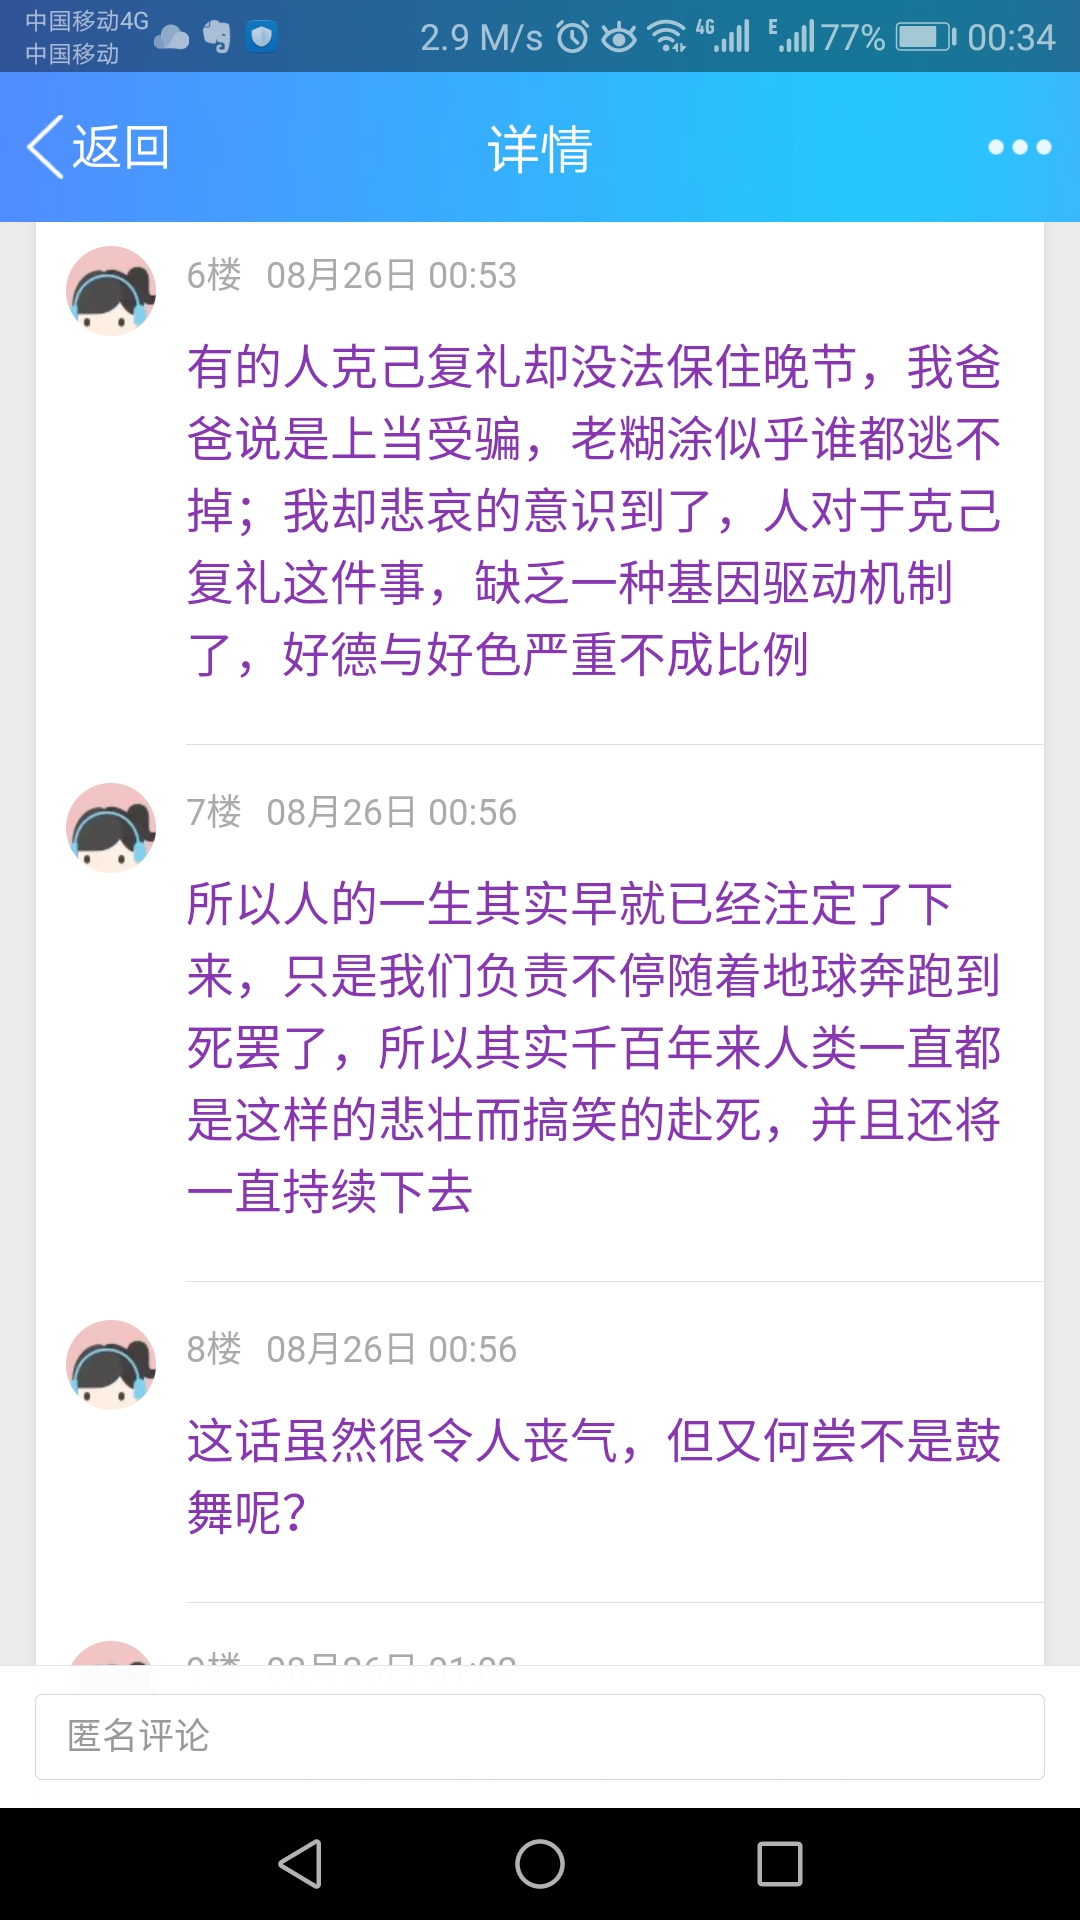 中国移动4G
中国移动
2.9 M/s
4G
E
77%
00:34
返回
详情
6楼 08月26日 00:53
有的人克己复礼却没法保住晚节，我爸
爸说是上当受骗，老糊涂似乎谁都逃不
掉；我却悲哀的意识到了，人对于克己
复礼这件事，缺乏一种基因驱动机制
了，好德与好色严重不成比例
7楼 08月26日 00:56
所以人的一生其实早就已经注定了下
来，只是我们负责不停随着地球奔跑到
死罢了，所以其实千百年来人类一直都
是这样的悲壮而搞笑的赴死，并且还将
一直持续下去
8楼 08月26日 00:56
这话虽然很令人丧气，但又何尝不是鼓
舞呢？
匿名评论